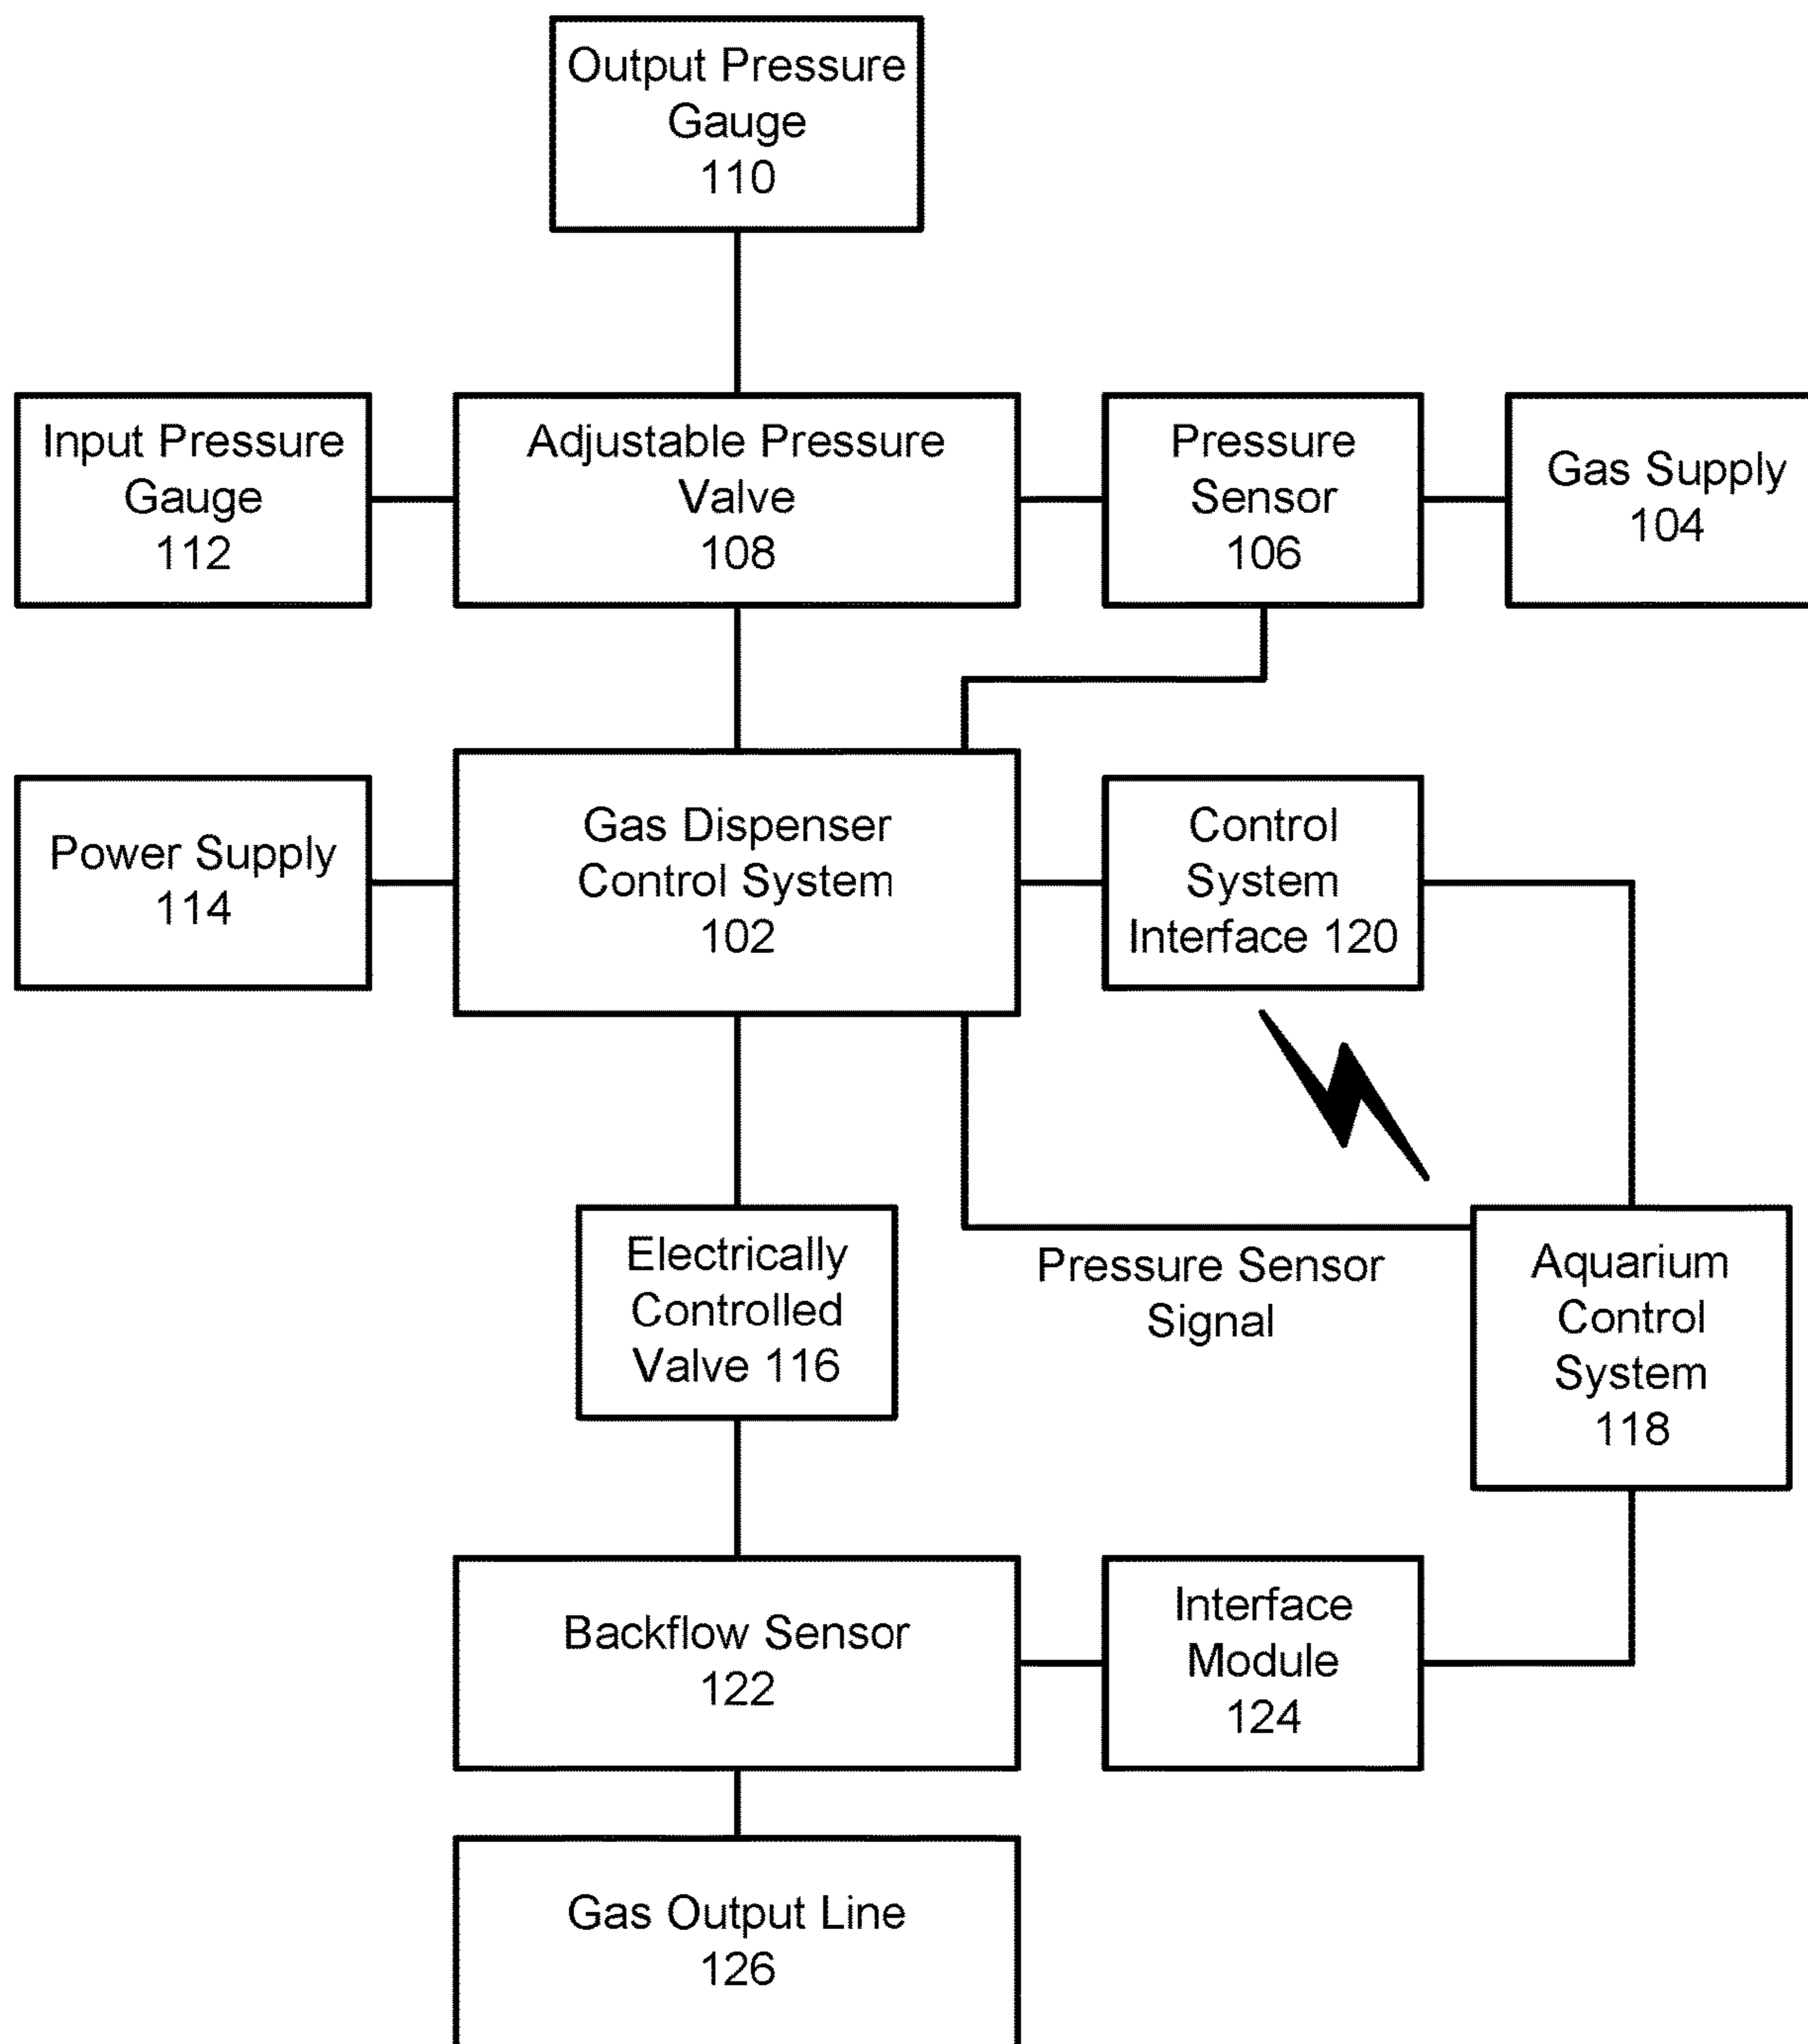 Output Pressure
Gauge
110
Input Pressure
Gauge
112
Adjustable Pressure
Valve
108
Pressure
Sensor
106
Gas Supply
104
Power Supply
114
Gas Dispenser
Control System
102
Control
System
Interface 120
Electrically
Controlled
Valve 116
Pressure Sensor
Signal
Aquarium
Control
System
118
Backflow Sensor
122
Interface
Module
124
Gas Output Line
126